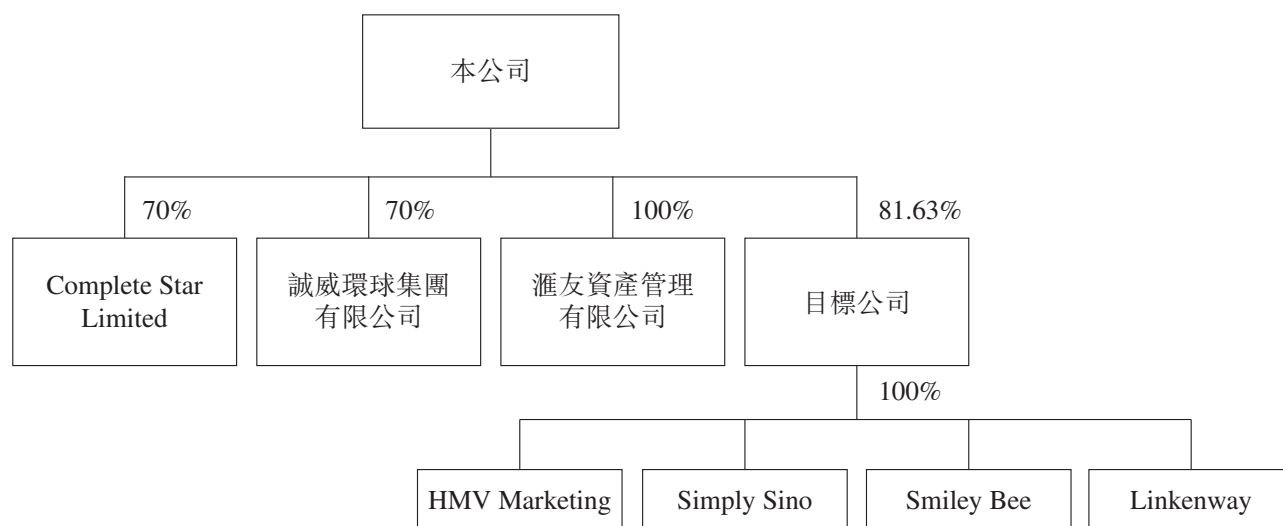 本公司
70%
70%
100%
81.63%
Complete Star
Limited
誠威環球集團
有限公司
滙友資產管理
有限公司
目標公司
100%
HMV Marketing
Simply Sino
Smiley Bee
Linkenway